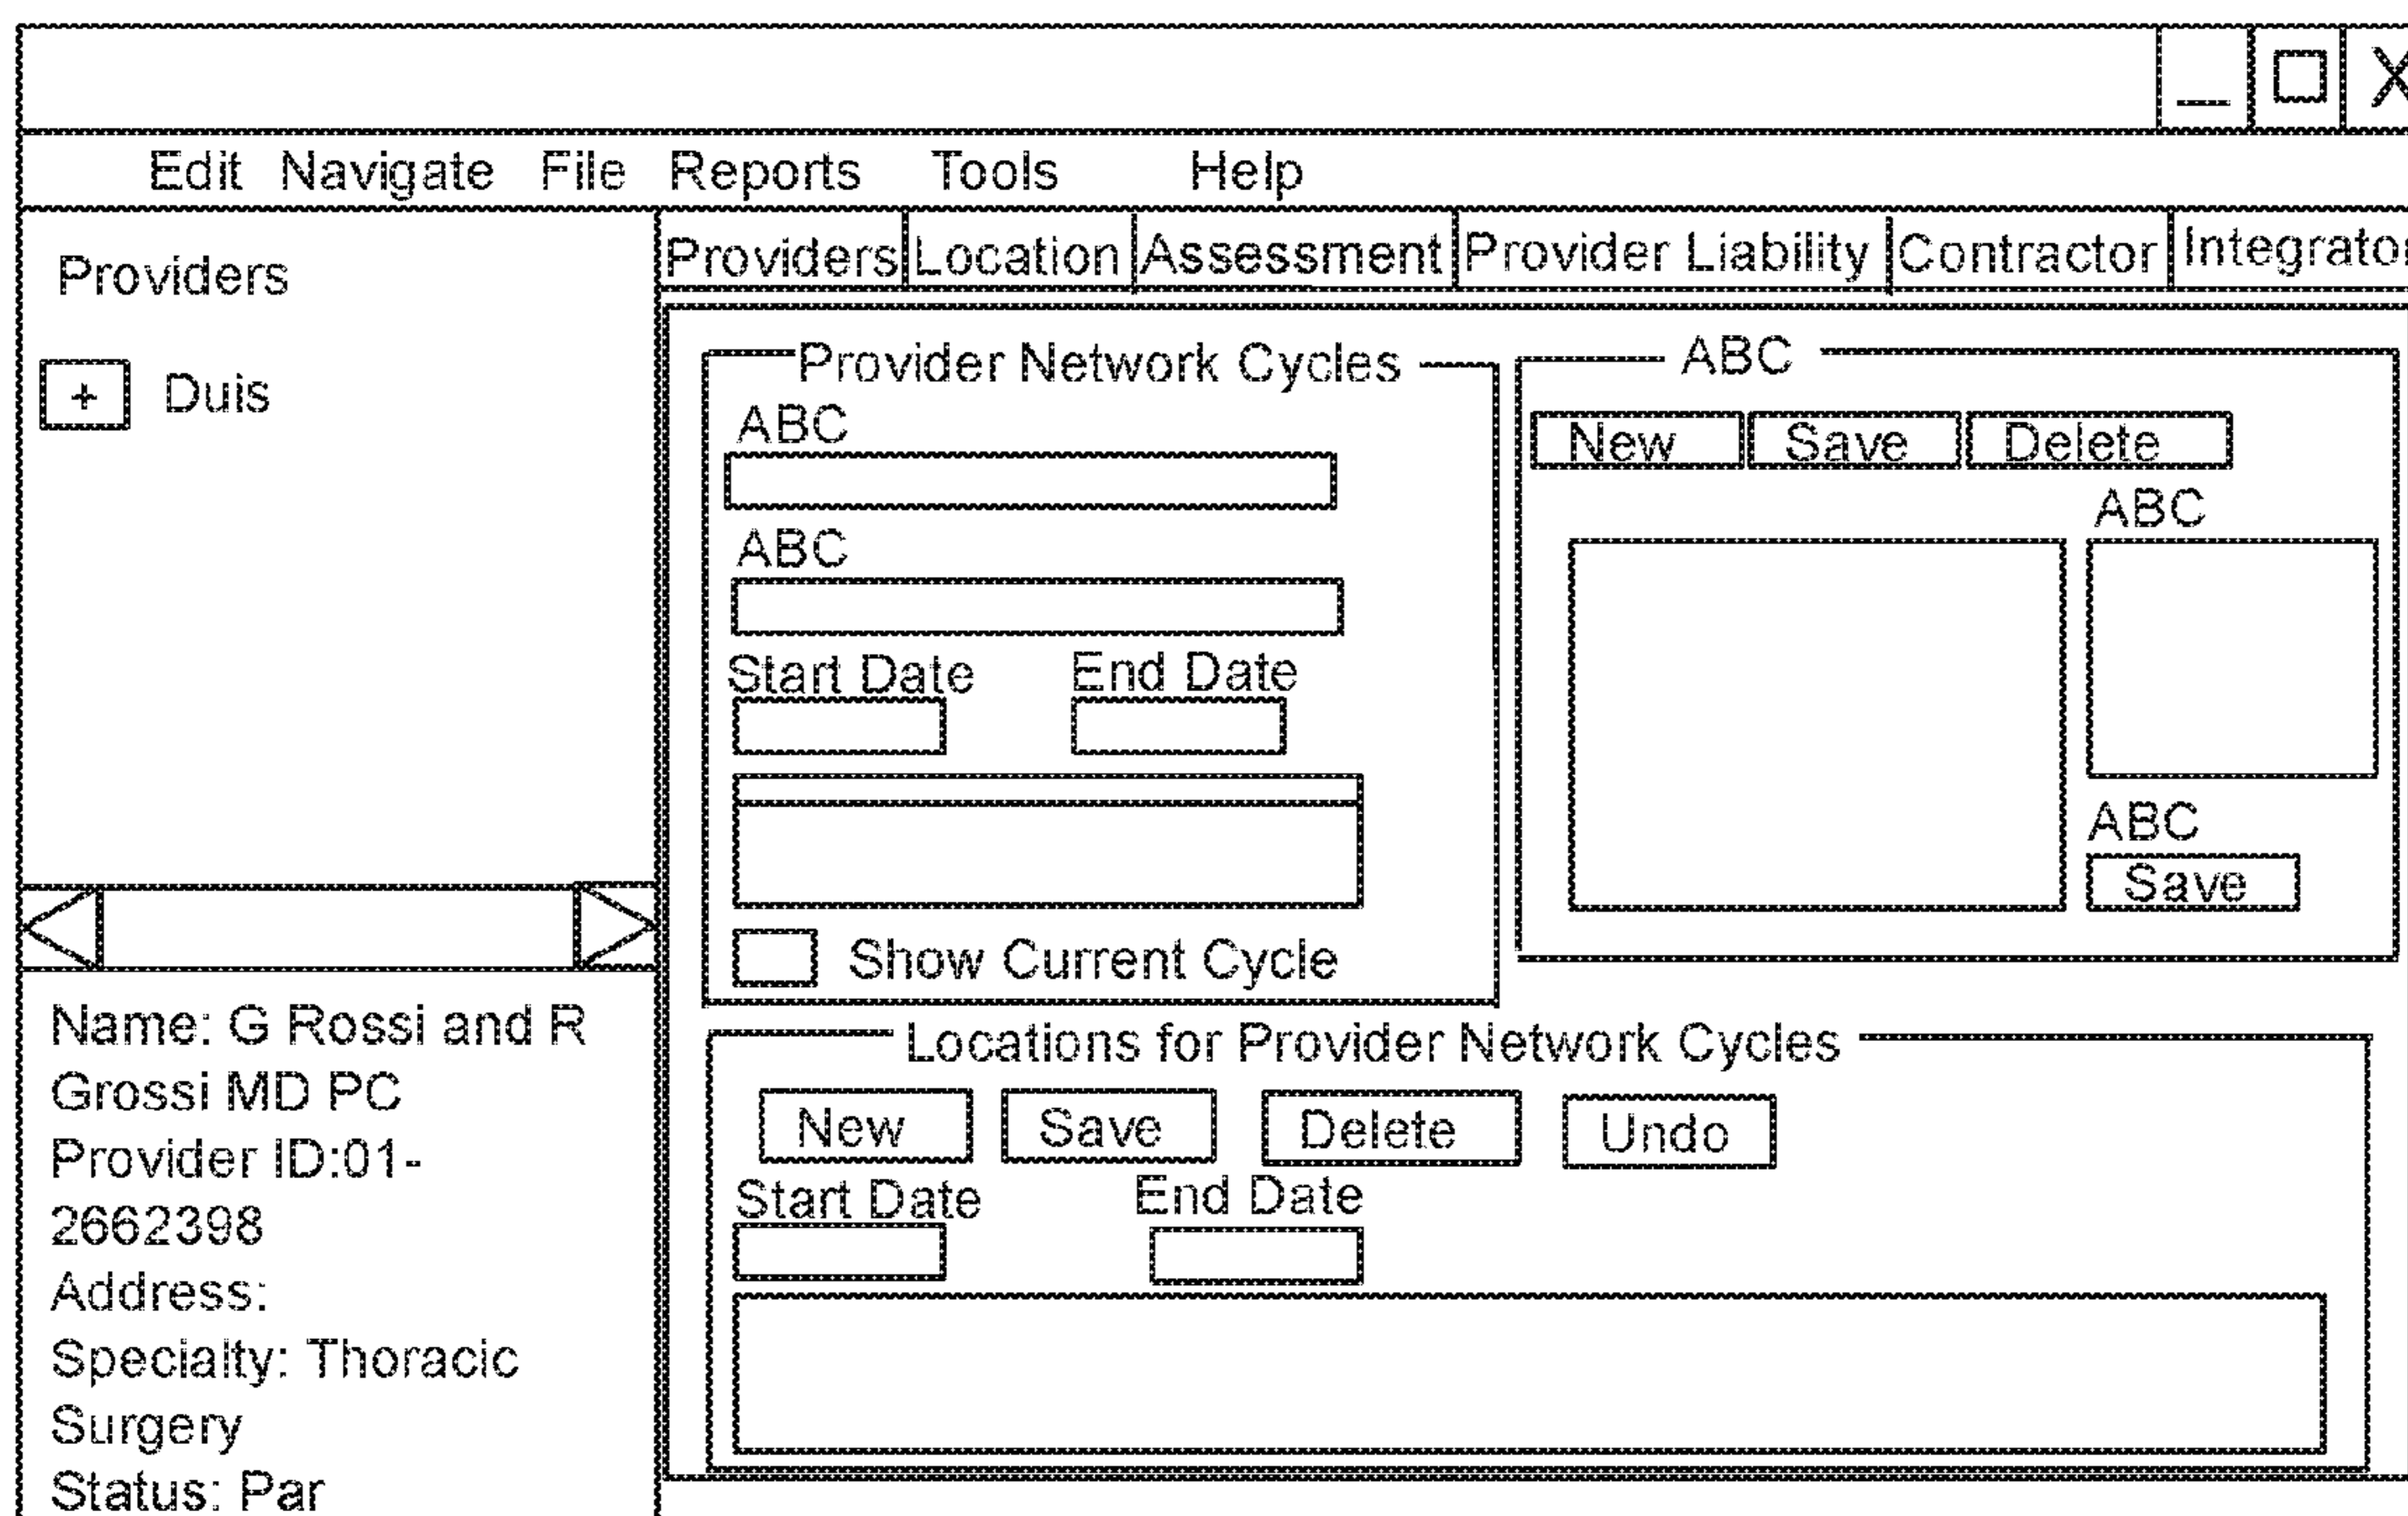 X
Edit Navigate File Reports Tools Help
Providers
Duis
Name: G Rossi and R
Grossi MD PC
Provider ID:01-
2662398
Address:
Specialty: Thoracic
Surgery
Status: Par
Providers Location Assessment Provider Liability Contractor Integrator
Provider Network Cycles
ABC
ABC
Start Date End Date
Show Current Cycle
ABC
New Save Delete
ABC
ABC
Save
Locations for Provider Network Cycles
New Save Delete Undo
Start Date End Date